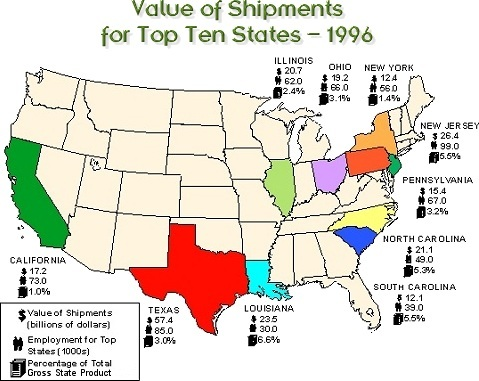 Value of Shipments
for Top Ten States – 1996
ILLINOIS
$ 20.7
62.0
2.4%
OHIO
$ 19.2
66.0
3.1%
NEW YORK
$ 12.4
56.0
1.4%
NEW JERSEY
$ 26.4
99.0
5.5%
PENNSYLVANIA
$ 15.4
67.0
3.2%
NORTH CAROLINA
$ 21.1
49.0
5.3%
SOUTH CAROLINA
$ 12.1
39.0
5.5%
CALIFORNIA
$ 17.2
73.0
1.0%
TEXAS
$ 57.4
85.0
3.0%
LOUISIANA
$ 23.5
30.0
6.6%
$ Value of Shipments
(billions of dollars)
Employment for Top
States (1000s)
Percentage of Total
Gross State Product